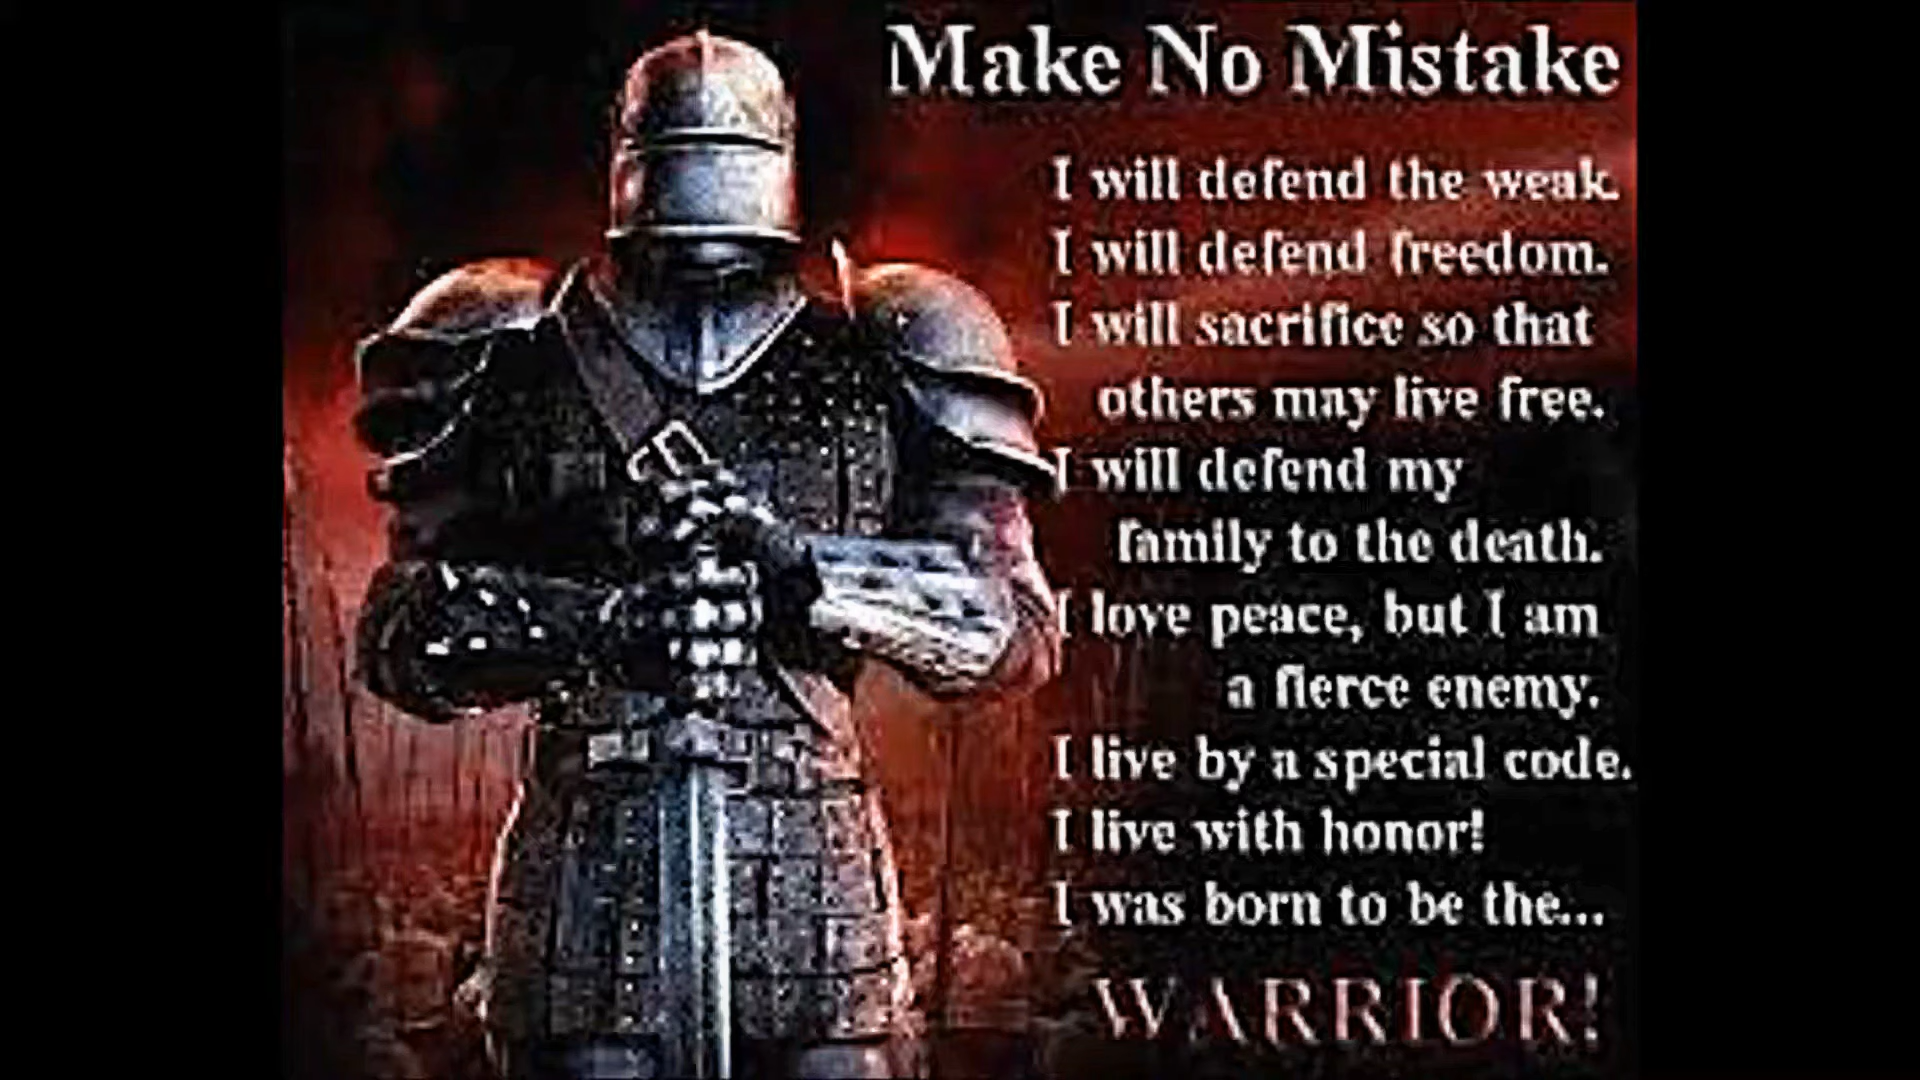 Make No Mistake
I will defend the weak.
I will defend freedom.
I will sacrifice so that
others may live free.
I will defend my
family to the death.
I love peace, but I am
a fierce enemy.
I live by a special code.
I live with honor!
I was born to be the...
WARRIOR!